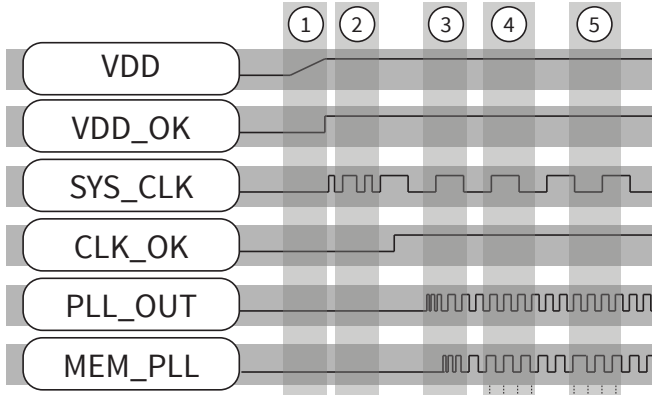 1 2 3 4 5
VDD
VDD_OK
SYS_CLK
CLK_OK
PLL_OUT
MEM_PLL